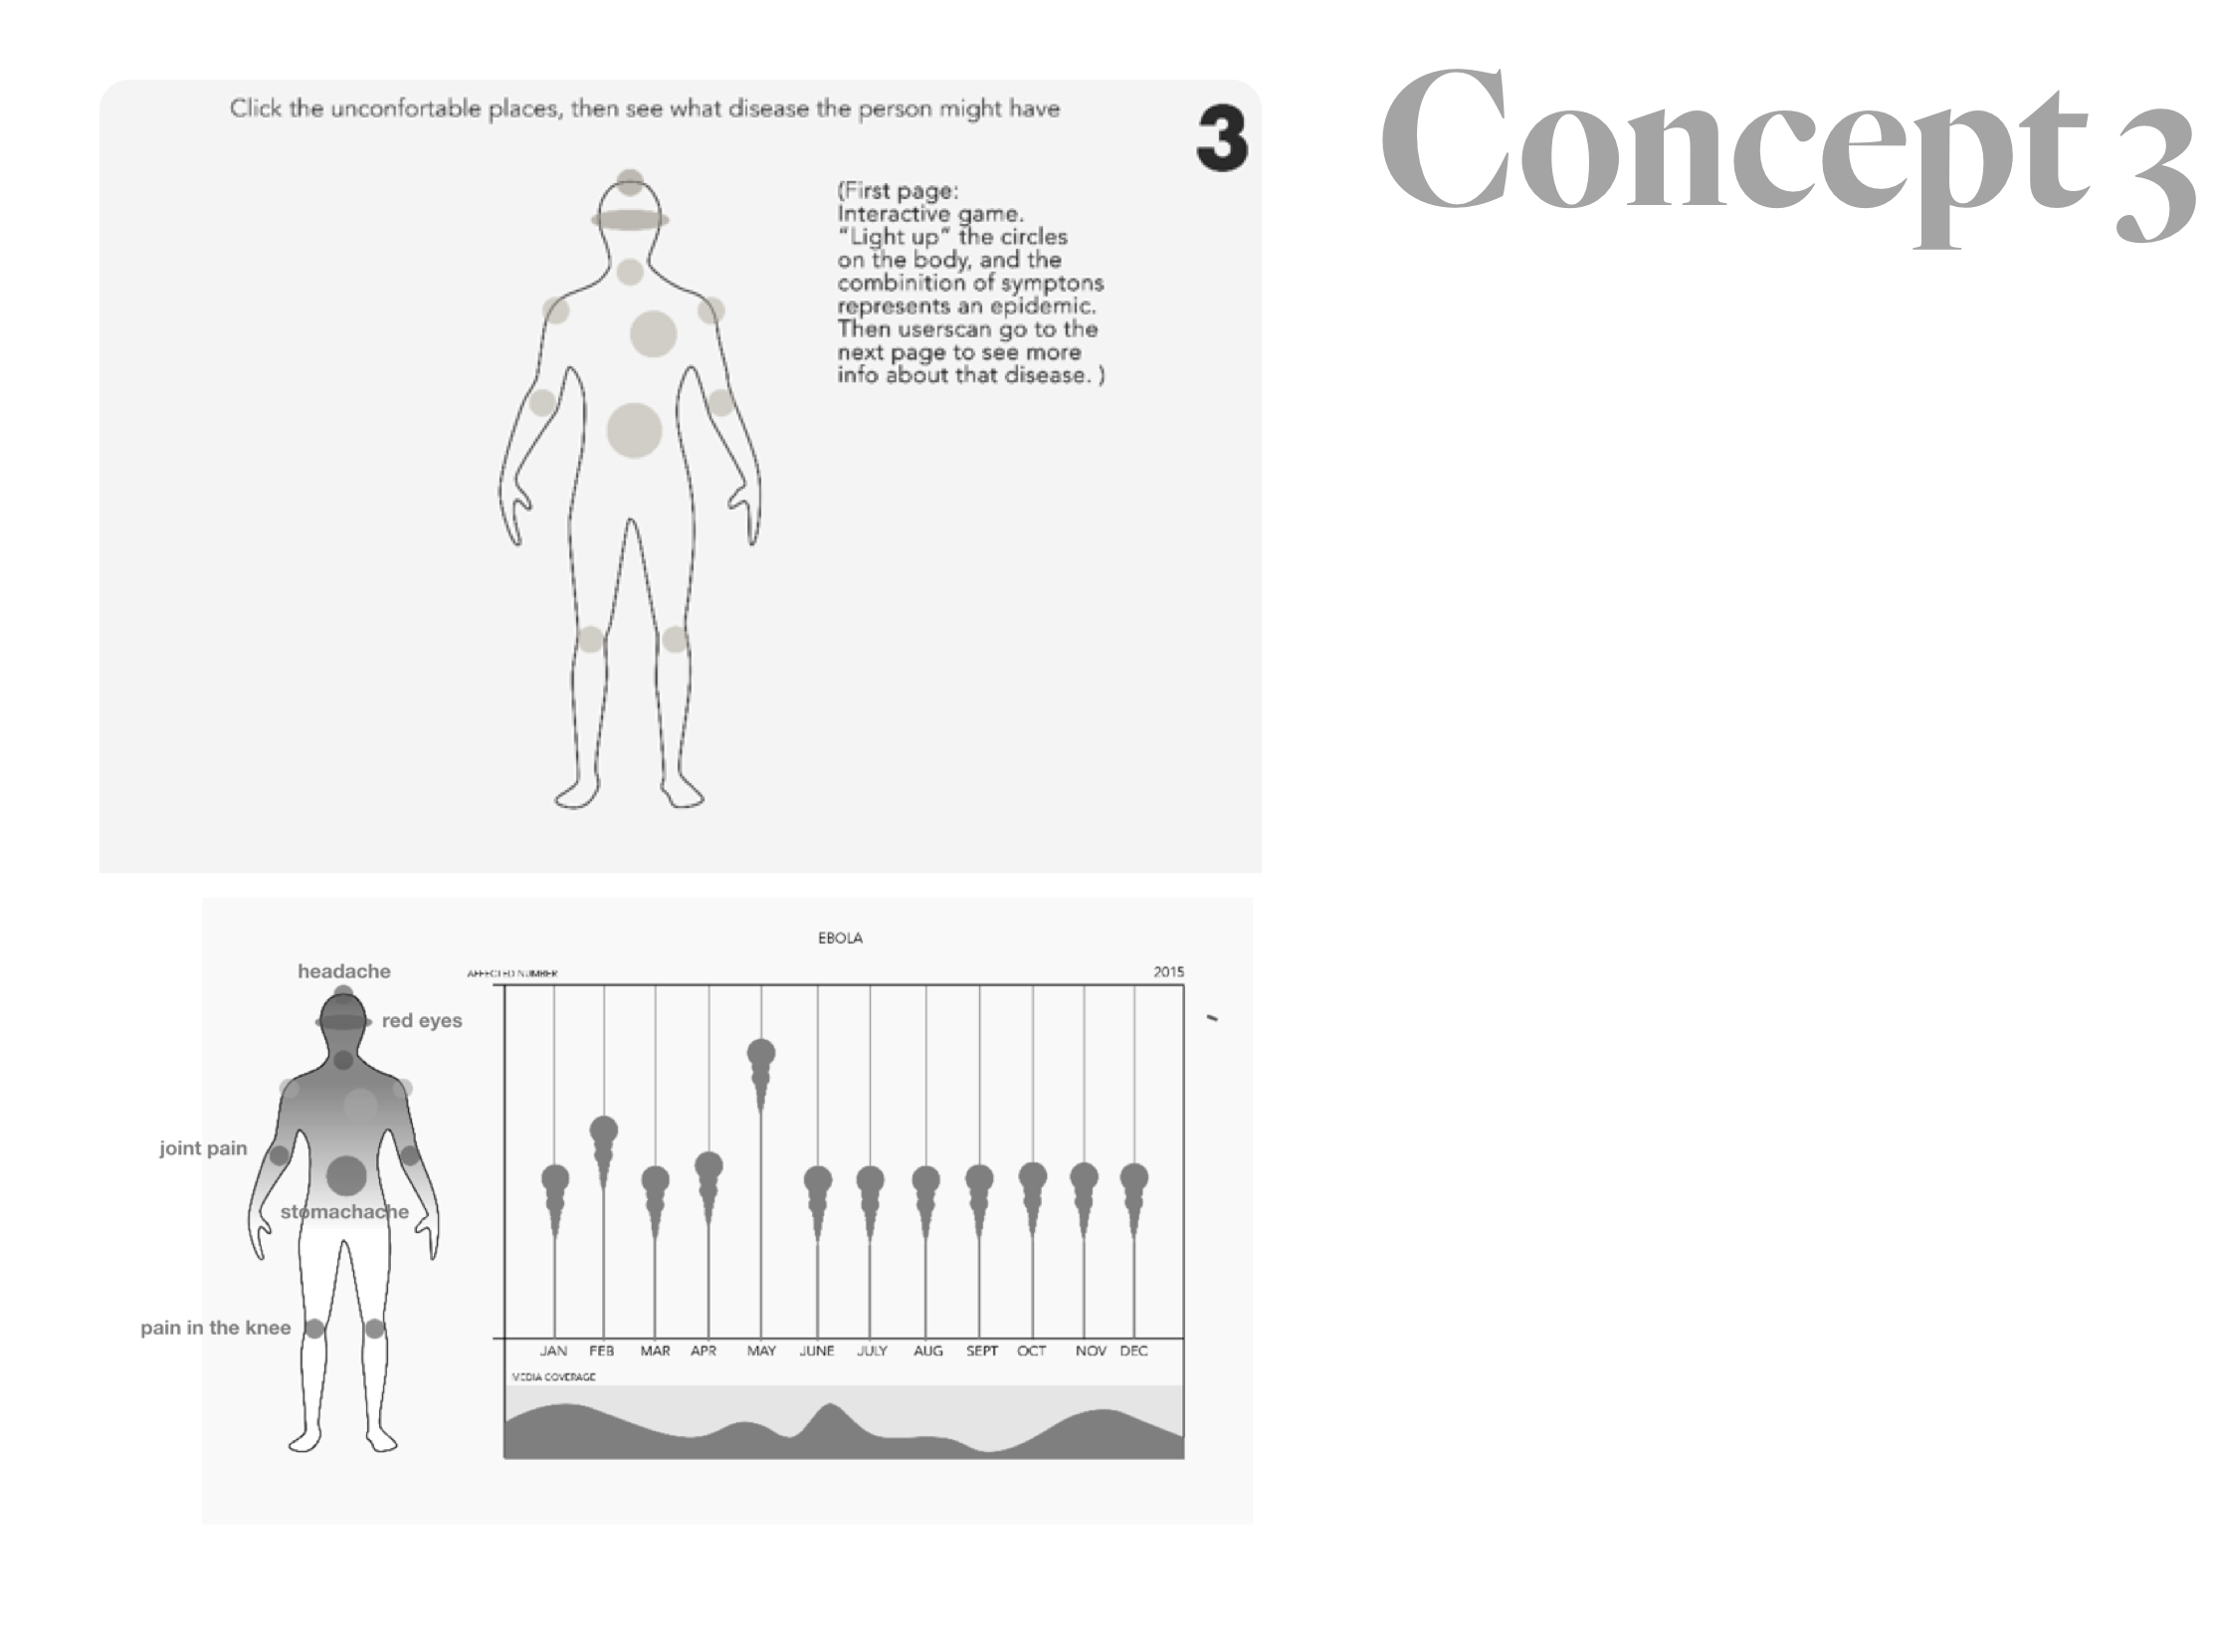 Concept 3
Click the unconfortable places, then see what disease the person might have
3
(First page:
Interactive game.
“Light up” the circles
on the body, and the
combinition of symptons
represents an epidemic.
Then userscan go to the
next page to see more
info about that disease. )
EBOLA
headache
AFFECTED NUMBER
2015
red eyes
joint pain
stomachache
pain in the knee
JAN FEB MAR APR MAY JUNE JULY AUG SEPT OCT NOV DEC
MEDIA COVERAGE